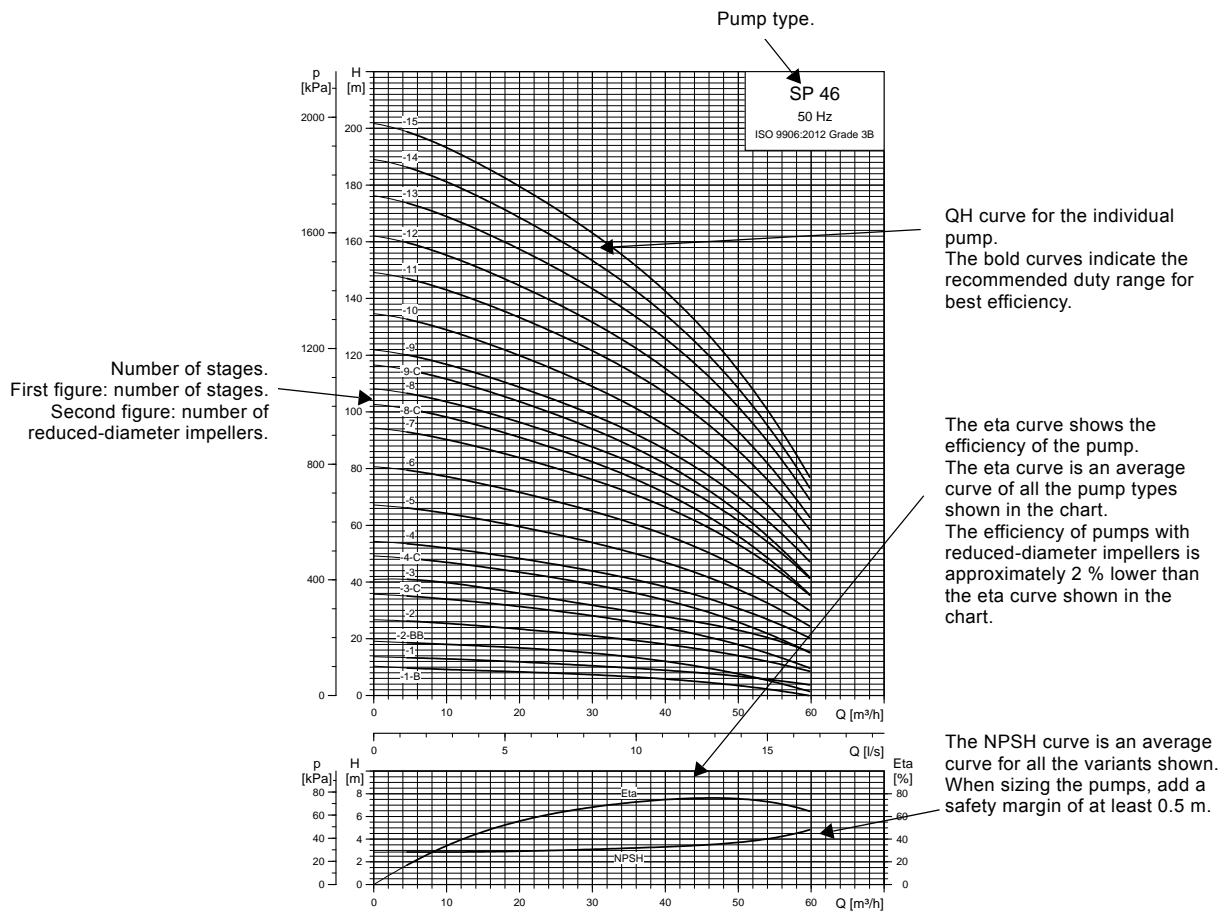 Pump type.
p
[kPa]
H
[m]
SP 46
50 Hz
ISO 9906:2012 Grade 3B
2000
1600
1200
800
400
0
200
180
160
140
120
100
80
60
40
20
0
-15
-14
-13
-12
-11
-10
-9
-9-C
-8
-8-C
-7
-6
-5
-4
-4-C
-3
-3-C
-2
-2-BB
-1
-1-B
0 10 20 30 40 50 60 Q [m³/h]
0 5 10 15 Q [l/s]
Number of stages.
First figure: number of stages.
Second figure: number of
reduced-diameter impellers.
QH curve for the individual
pump.
The bold curves indicate the
recommended duty range for
best efficiency.
The eta curve shows the
efficiency of the pump.
The eta curve is an average
curve of all the pump types
shown in the chart.
The efficiency of pumps with
reduced-diameter impellers is
approximately 2 % lower than
the eta curve shown in the
chart.
p
[kPa]
H
[m]
Eta
[%]
80
60
40
20
0
8
6
4
2
0
Eta
NPSH
80
60
40
20
0
0 10 20 30 40 50 60 Q [m³/h]
The NPSH curve is an average
curve for all the variants shown.
When sizing the pumps, add a
safety margin of at least 0.5 m.